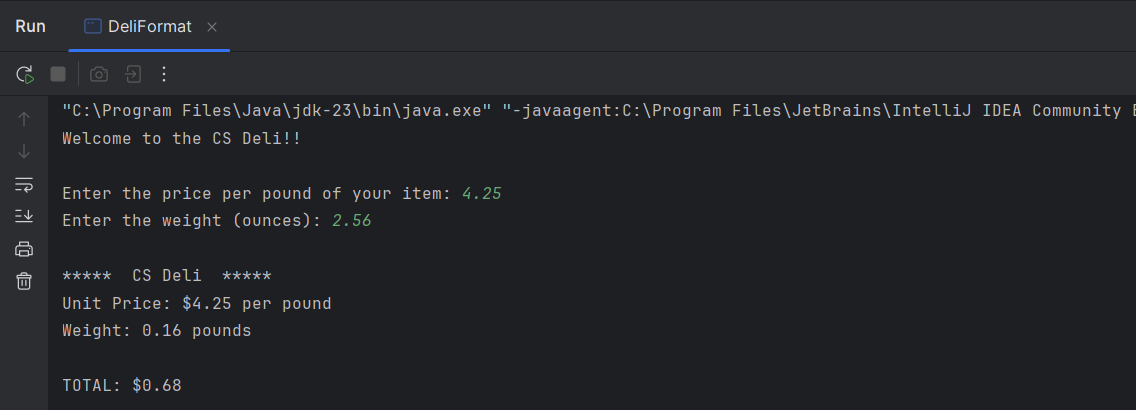 Run DeliFormat
"C:\Program Files\Java\jdk-23\bin\java.exe" "-javaagent:C:\Program Files\JetBrains\IntelliJ IDEA Community
Welcome to the CS Deli!!
Enter the price per pound of your item: 4.25
Enter the weight (ounces): 2.56
***** CS Deli *****
Unit Price: $4.25 per pound
Weight: 0.16 pounds
TOTAL: $0.68